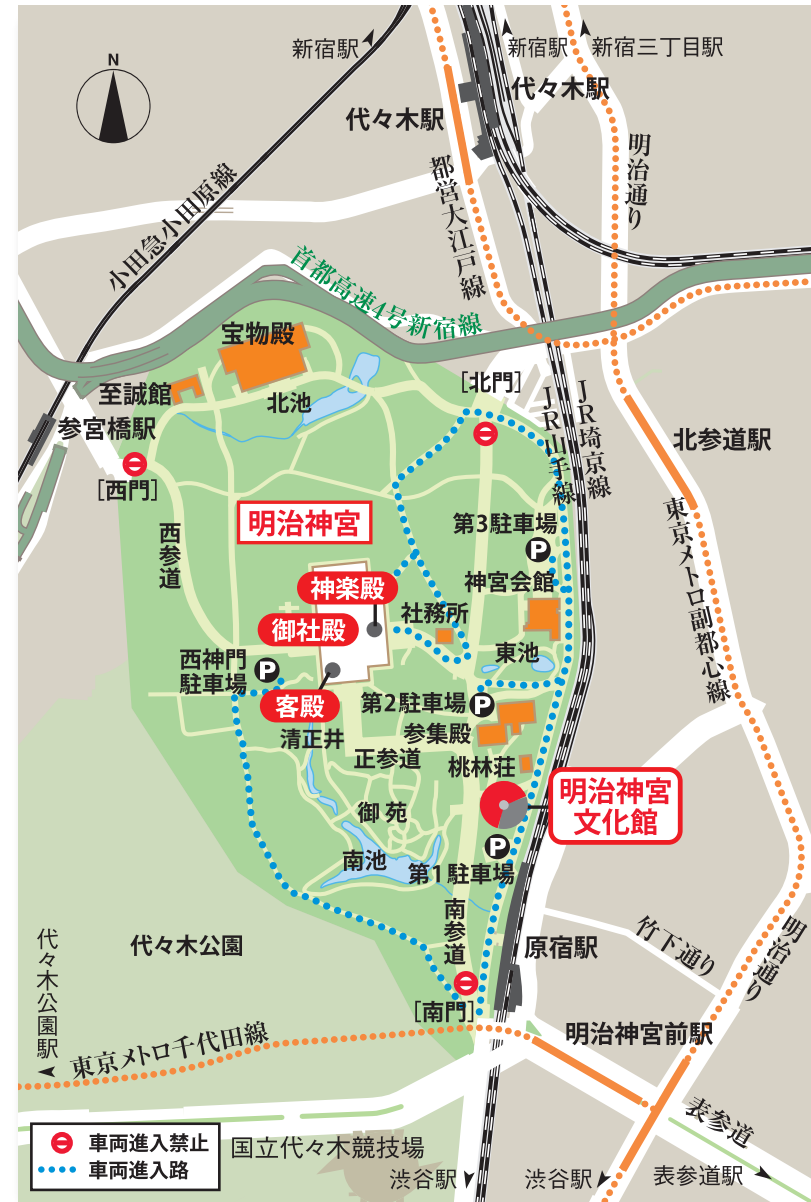 新宿駅
新宿駅
新宿三丁目駅
N
代々木駅
代々木駅
明治通り
都営大江戸線
小田急小田原線
首都高速4号新宿線
宝物殿
至誠館
北池
[北門]
JR山手線
JR埼京線
参宮橋駅
[西門]
北参道駅
明治神宮
西参道
第3駐車場
P
神楽殿
神宮会館
社務所
東京メトロ副都心線
御社殿
東池
西神門
駐車場
P
客殿
第2駐車場
P
清正井
参集殿
正参道
桃林荘
明治神宮
文化館
御苑
P
南池
第1駐車場
南参道
代々木公園
原宿駅
竹下通り
明治通り
代々木公園駅
[南門]
東京メトロ千代田線
明治神宮前駅
表参道
車両進入禁止
車両進入路
国立代々木競技場
渋谷駅
渋谷駅
表参道駅